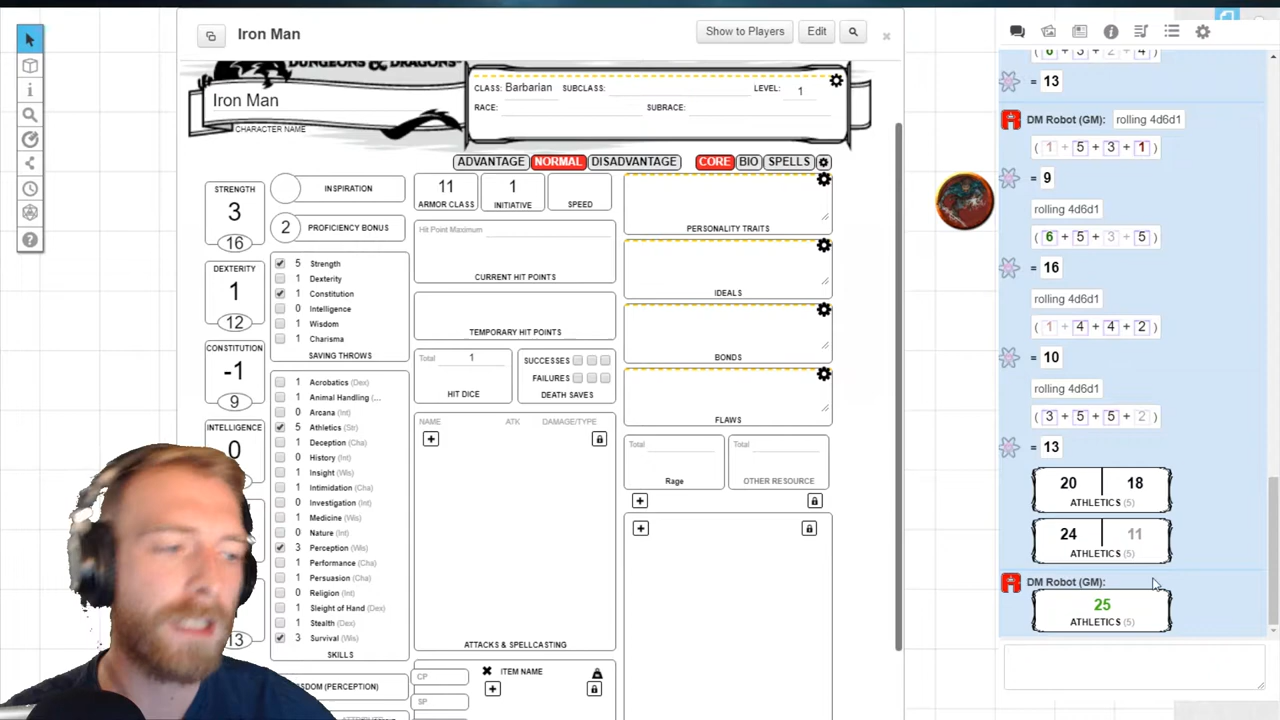 Iron Man
Show to Players
Edit
DUNGEONS & DRAGONS
Iron Man
CHARACTER NAME
CLASS: Barbarian SUBCLASS: LEVEL: 1
RACE: SUBRACE:
ADVANTAGE NORMAL DISADVANTAGE CORE BIO SPELLS
STRENGTH
3
16
DEXTERITY
1
12
CONSTITUTION
-1
9
INTELLIGENCE
0
13
INSPIRATION
2 PROFICIENCY BONUS
5 Strength
1 Dexterity
1 Constitution
0 Intelligence
1 Wisdom
1 Charisma
SAVING THROWS
1 Acrobatics (Dex)
1 Animal Handling (...
0 Arcana (Int)
5 Athletics (Str)
1 Deception (Cha)
0 History (Int)
1 Insight (Wis)
1 Intimidation (Cha)
0 Investigation (Int)
1 Medicine (Wis)
0 Nature (Int)
3 Perception (Wis)
1 Performance (Cha)
1 Persuasion (Cha)
0 Religion (Int)
1 Sleight of Hand (Dex)
1 Stealth (Dex)
3 Survival (Wis)
SKILLS
(PERCEPTION)
11
ARMOR CLASS
1
INITIATIVE
SPEED
Hit Point Maximum
CURRENT HIT POINTS
TEMPORARY HIT POINTS
Total 1
HIT DICE
SUCCESSES
FAILURES
DEATH SAVES
NAME ATK DAMAGE/TYPE
+
ATTACKS & SPELLCASTING
CP
SP
ITEM NAME
+
PERSONALITY TRAITS
IDEALS
BONDS
FLAWS
Total
Rage
Total
OTHER RESOURCE
+
+
(6+3+2+4)
= 13
DM Robot (GM): rolling 4d6d1
(1+5+3+1)
= 9
rolling 4d6d1
(6+5+3+5)
= 16
rolling 4d6d1
(1+4+4+2)
= 10
rolling 4d6d1
(3+5+5+2)
= 13
20 | 18
ATHLETICS (5)
24 | 11
ATHLETICS (5)
DM Robot (GM):
25
ATHLETICS (5)